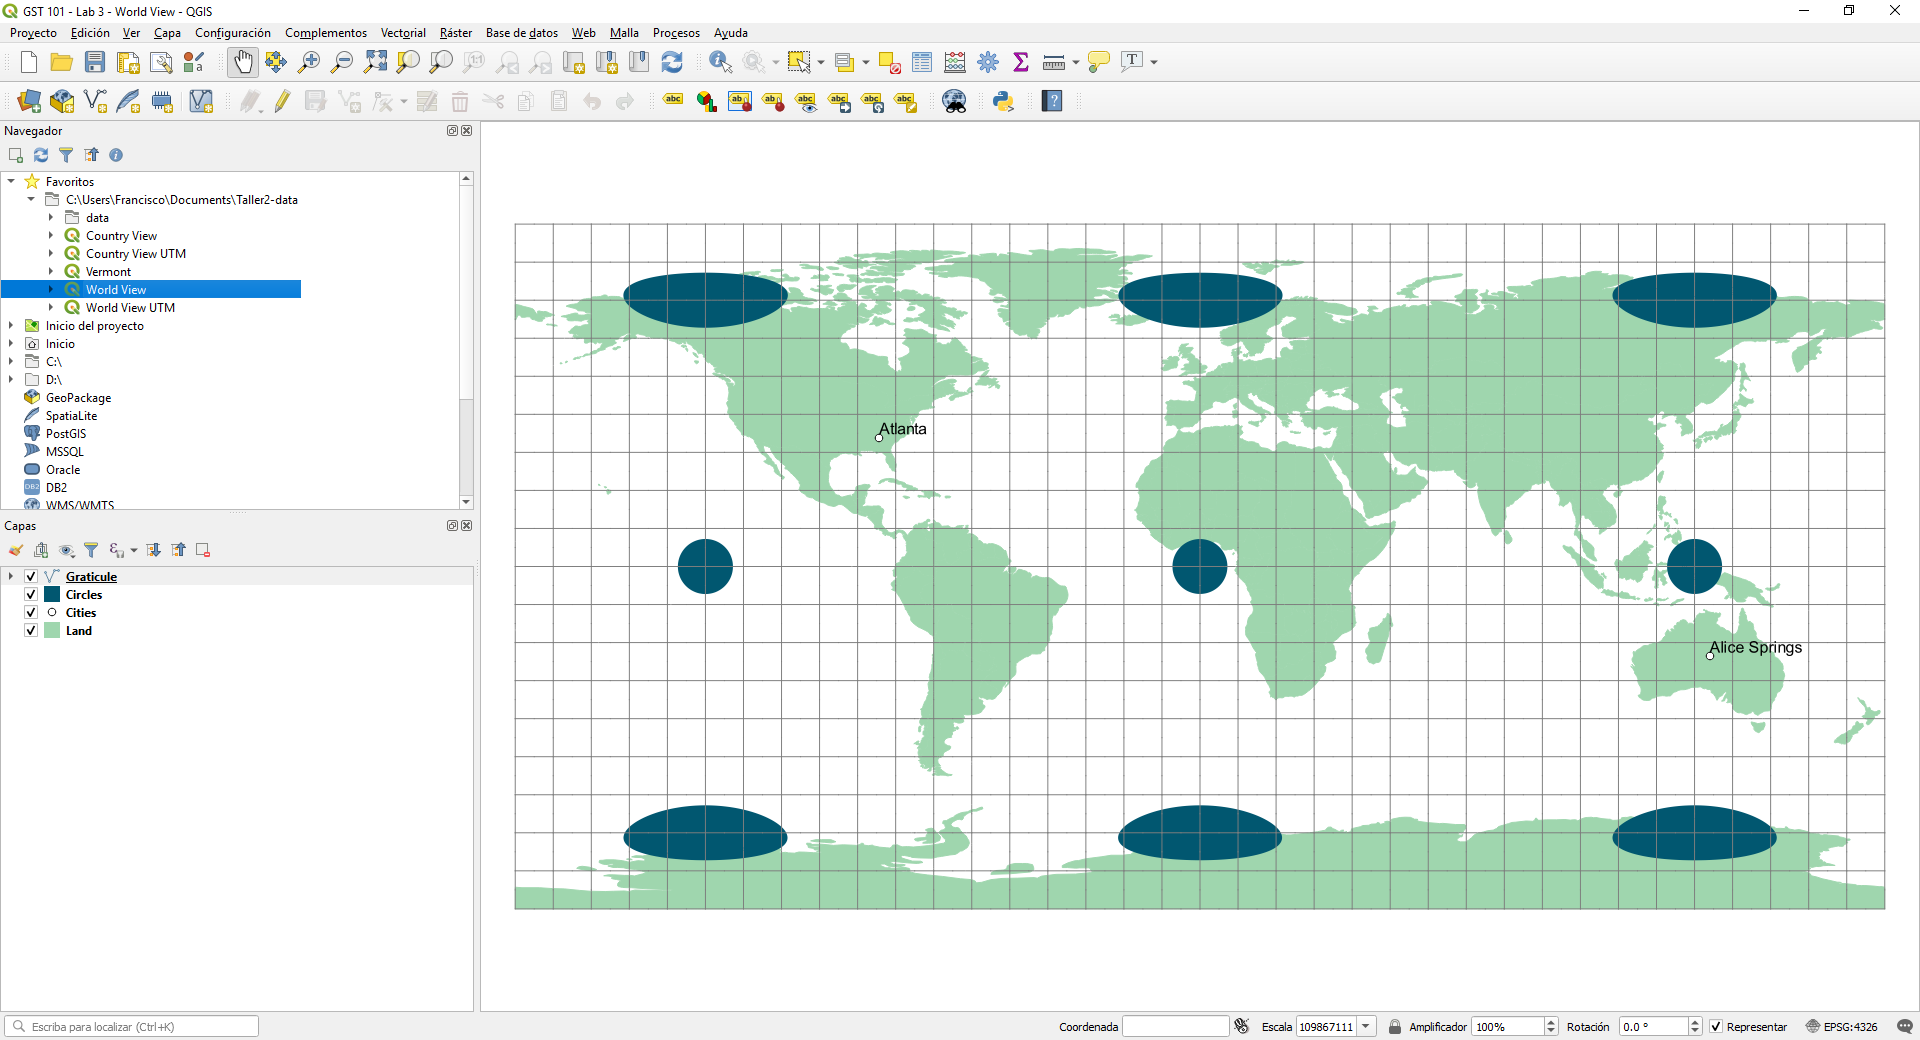 GST 101 - Lab 3 - World View - QGIS
Proyecto Edición Ver Capa Configuración Complementos Vectorial Ráster Base de datos Web Malla Procesos Ayuda
Navegador
Favoritos
C:\Users\Francisco\Documents\Taller2-data
data
Country View
Country View UTM
Vermont
World View
World View UTM
Inicio del proyecto
Inicio
C:\
D:\
GeoPackage
SpatiaLite
PostGIS
MSSQL
Oracle
DB2 DB2
WMS/WMTS
Capas
Graticule
Circles
Cities
Land
Atlanta
Alice Springs
Escriba para localizar (Ctrl+K)
Coordenada Escala 109867111 Amplificador 100% Rotación 0.0 ° Representar EPSG:4326